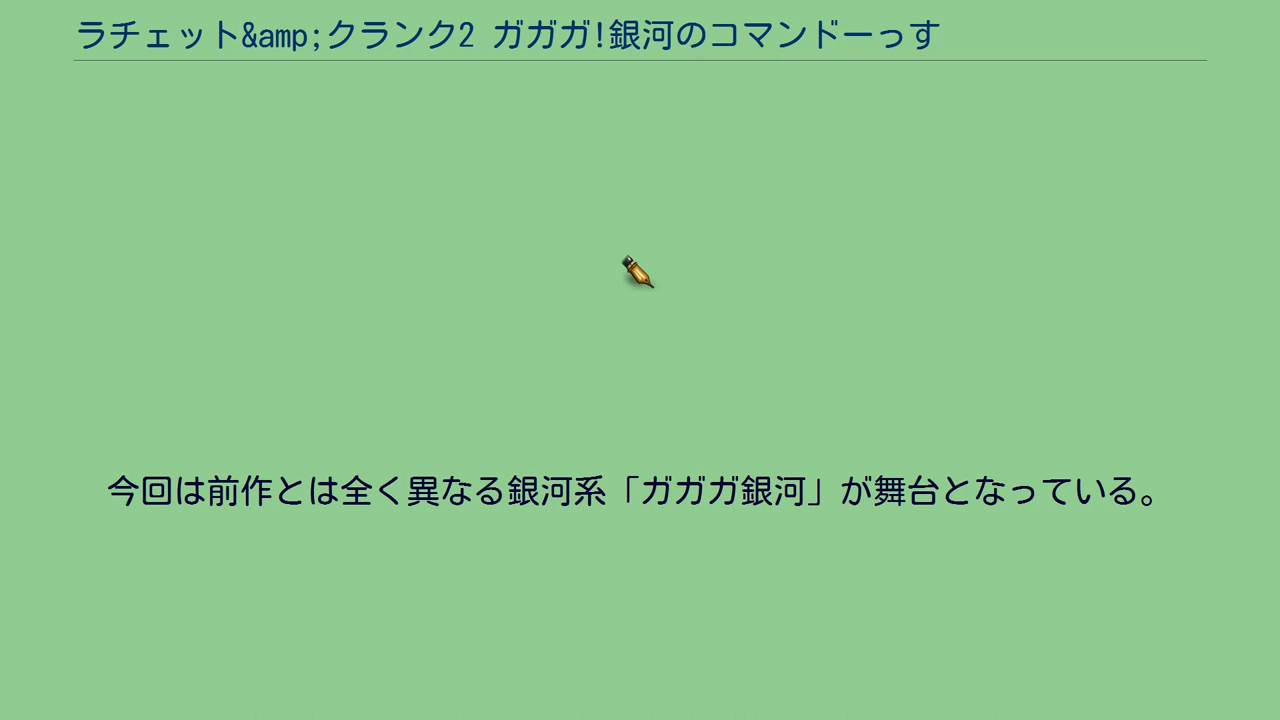 ラチェット&amp;クランク2 ガガガ!銀河のコマンドーっす
今回は前作とは全く異なる銀河系「ガガガ銀河」が舞台となっている。